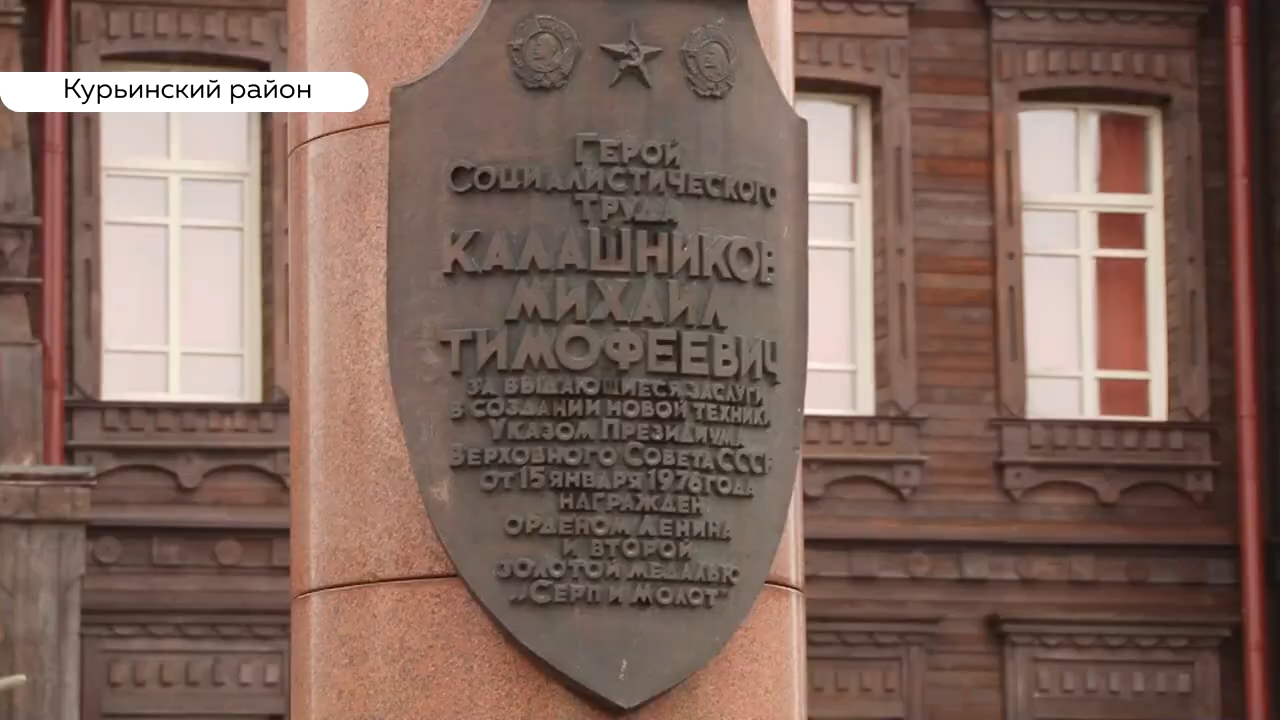 Курьинский район
ГЕРОЙ
СОЦИАЛИСТИЧЕСКОГО
ТРУДА
КАЛАШНИКОВ
МИХАИЛ
ТИМОФЕЕВИЧ
ЗА ВЫДАЮЩИЕСЯ ЗАСЛУГИ
В СОЗДАНИИ НОВОЙ ТЕХНИКИ
УКАЗОМ ПРЕЗИДИУМА
ВЕРХОВНОГО СОВЕТА СССР
ОТ 15 ЯНВАРЯ 1976 ГОДА
НАГРАЖДЕН
ОРДЕНОМ ЛЕНИНА
И ВТОРОЙ
ЗОЛОТОЙ МЕДАЛЬЮ
„СЕРП И МОЛОТ"